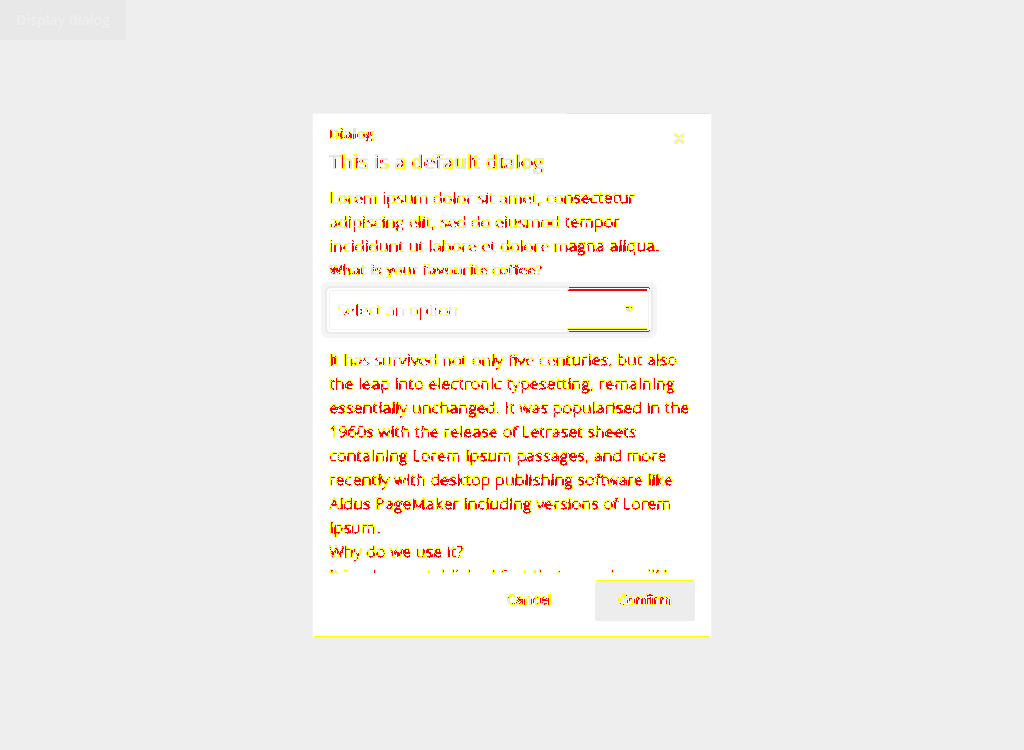 Display dialog
Dialog
This is a default dialog
Lorem ipsum dolor sit amet, consectetur
adipiscing elit, sed do eiusmod tempor
incididunt ut labore et dolore magna aliqua.
What is your favourite coffee?
Select an option
It has survived not only five centuries, but also
the leap into electronic typesetting, remaining
essentially unchanged. It was popularised in the
1960s with the release of Letraset sheets
containing Lorem Ipsum passages, and more
recently with desktop publishing software like
Aldus PageMaker including versions of Lorem
Ipsum.
Why do we use it?
Cancel
Confirm